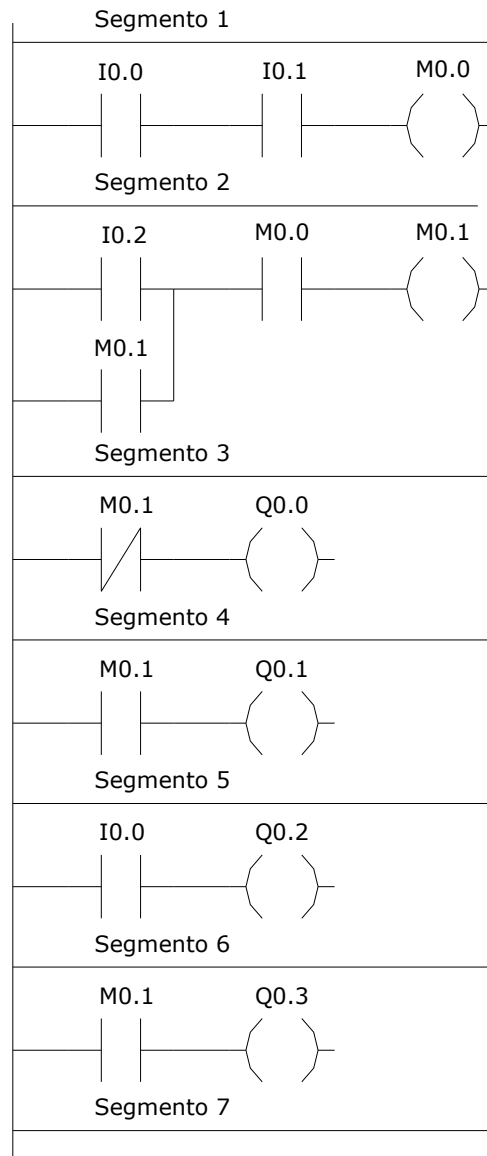 Segmento 1
I0.0 I0.1 M0.0
Segmento 2
I0.2 M0.0 M0.1
M0.1
Segmento 3
M0.1 Q0.0
Segmento 4
M0.1 Q0.1
Segmento 5
I0.0 Q0.2
Segmento 6
M0.1 Q0.3
Segmento 7